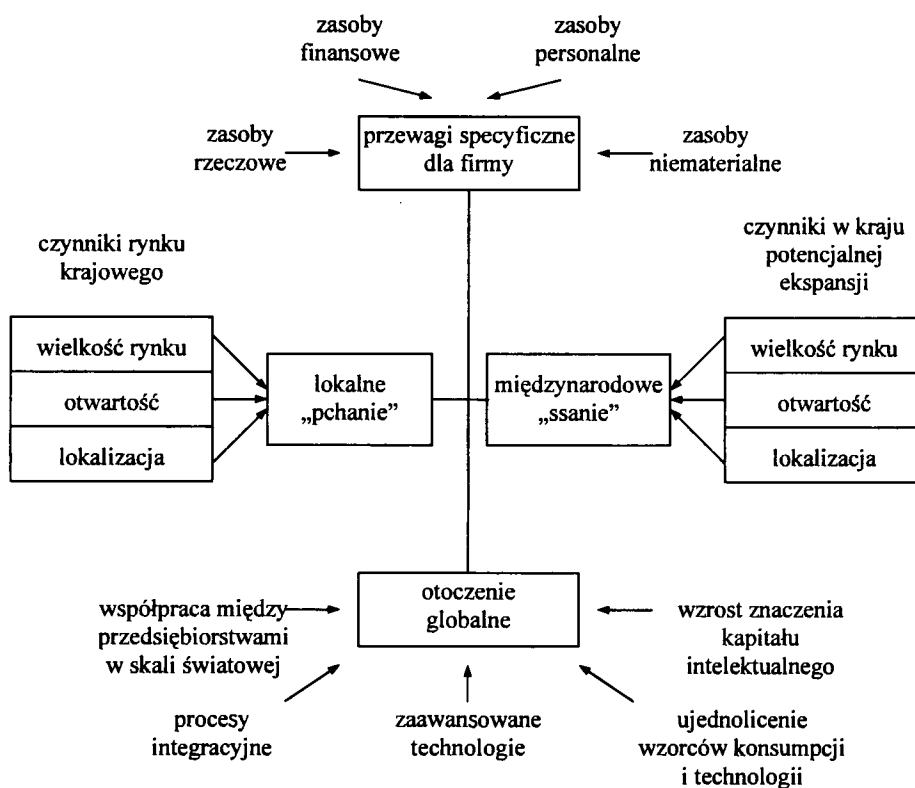 zasoby
finansowe
zasoby
personalne
zasoby
rzeczowe
przewagi specyficzne
dla firmy
zasoby
niematerialne
czynniki rynku
krajowego
czynniki w kraju
potencjalnej
ekspansji
wielkość rynku
otwartość
lokalizacja
lokalne
„pchanie”
międzynarodowe
„ssanie”
wielkość rynku
otwartość
lokalizacja
otoczenie
globalne
współpraca między
przedsiębiorstwami
w skali światowej
wzrost znaczenia
kapitału
intelektualnego
procesy
integracyjne
zaawansowane
technologie
ujednolicenie
wzorców konsumpcji
i technologii